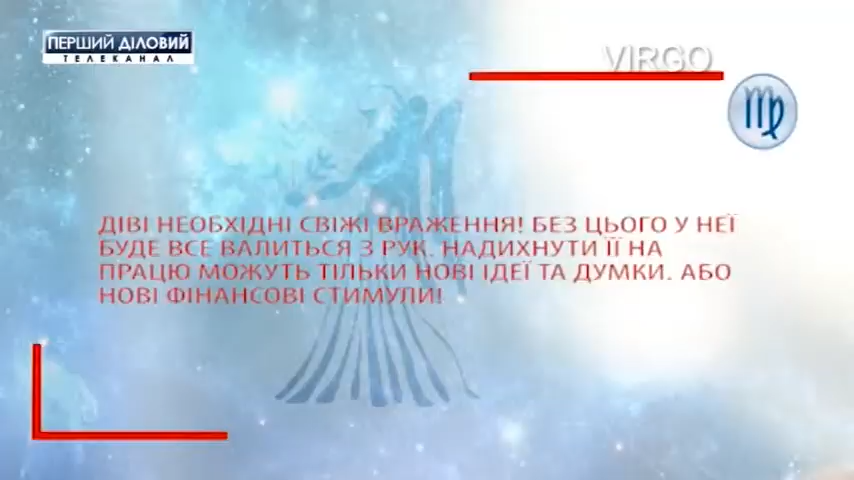 ПЕРШИЙ ДІЛОВИЙ
ТЕЛЕКАНАЛ
VIRGO
ДІВІ НЕОБХІДНІ СВІЖІ ВРАЖЕННЯ! БЕЗ ЦЬОГО У НЕЇ
БУДЕ ВСЕ ВАЛИТЬСЯ З РУК. НАДИХНУТИ ЇЇ НА
ПРАЦЮ МОЖУТЬ ТІЛЬКИ НОВІ ІДЕЇ ТА ДУМКИ. АБО
НОВІ ФІНАНСОВІ СТИМУЛИ!